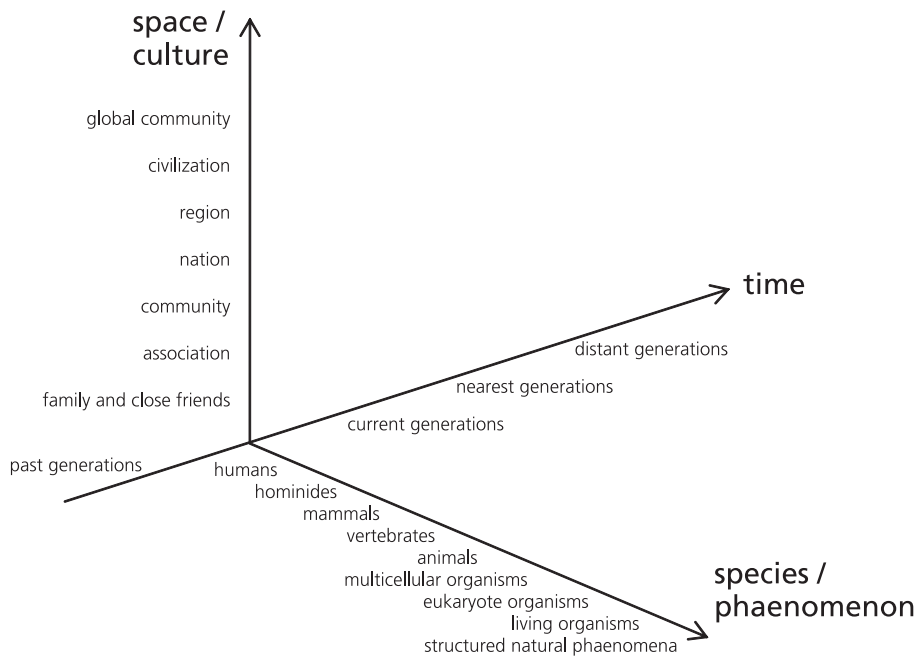 space /
culture
global community
civilization
region
nation
community
association
family and close friends
time
distant generations
nearest generations
current generations
past generations
humans
hominides
mammals
vertebrates
animals
multicellular organisms
eukaryote organisms
living organisms
structured natural phaenomena
species /
phaenomenon